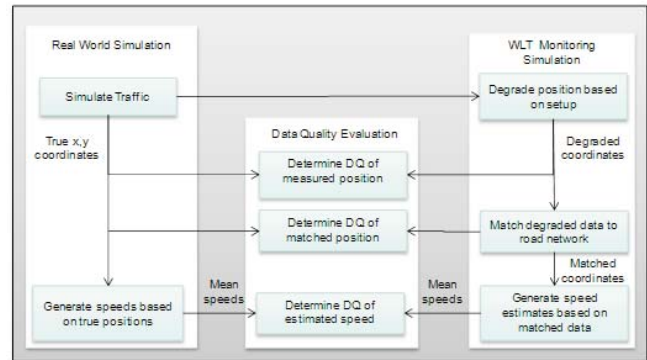 Real World Simulation
Simulate Traffic
True x,y
coordinates
Generate speeds based
on true positions
Mean
speeds
Data Quality Evaluation
Determine DQ of
measured position
Determine DQ of
matched position
Determine DQ of
estimated speed
Mean
speeds
WLT Monitoring
Simulation
Degrade position based
on setup
Degraded
coordinates
Match degraded data to
road network
Matched
coordinates
Generate speed
estimates based on
matched data